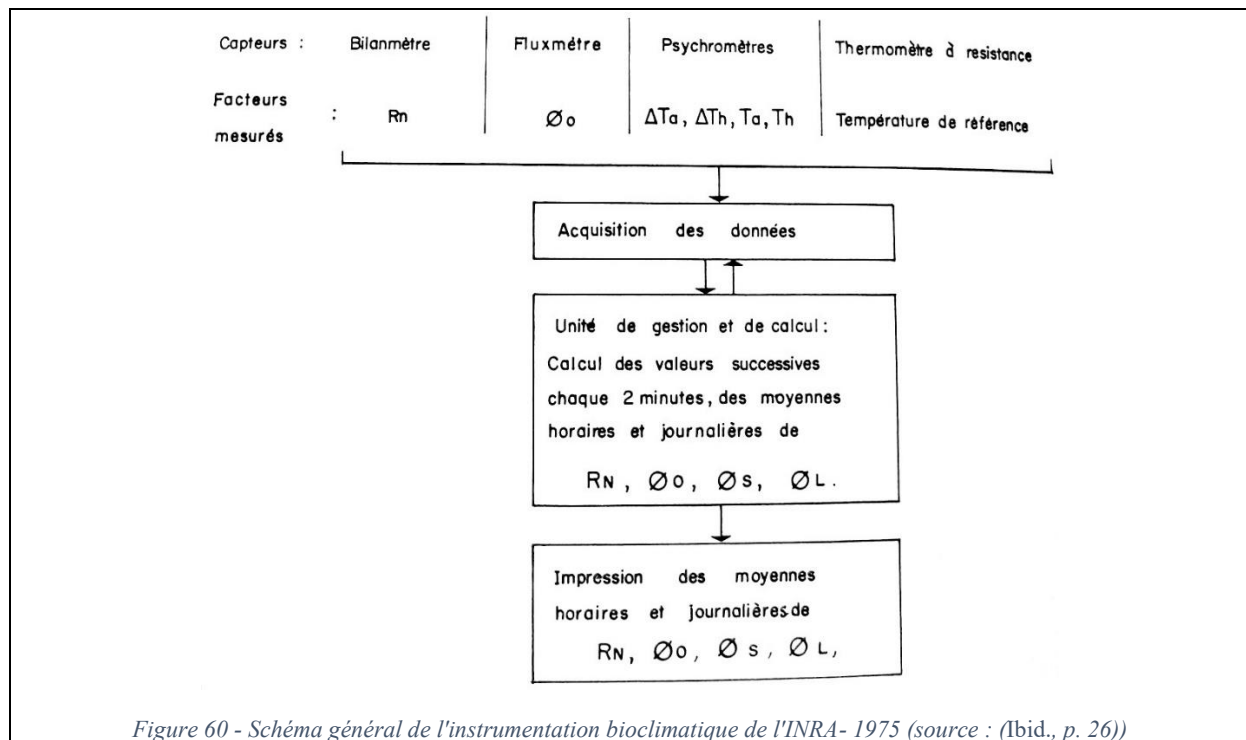 Capteurs : Bilanmètre Fluxmétre Psychromètres Thermomètre à resistance
Facteurs
mesurés : Rn Øo ΔTa, ΔTh, Ta, Th Température de référence
Acquisition des données
Unité de gestion et de calcul :
Calcul des valeurs successives
chaque 2 minutes, des moyennes
horaires et journalières de
RN, ØO, ØS, ØL.
Impression des moyennes
horaires et journalières de
RN, ØO, ØS, ØL,
Figure 60 - Schéma général de l'instrumentation bioclimatique de l'INRA- 1975 (source : (Ibid., p. 26))